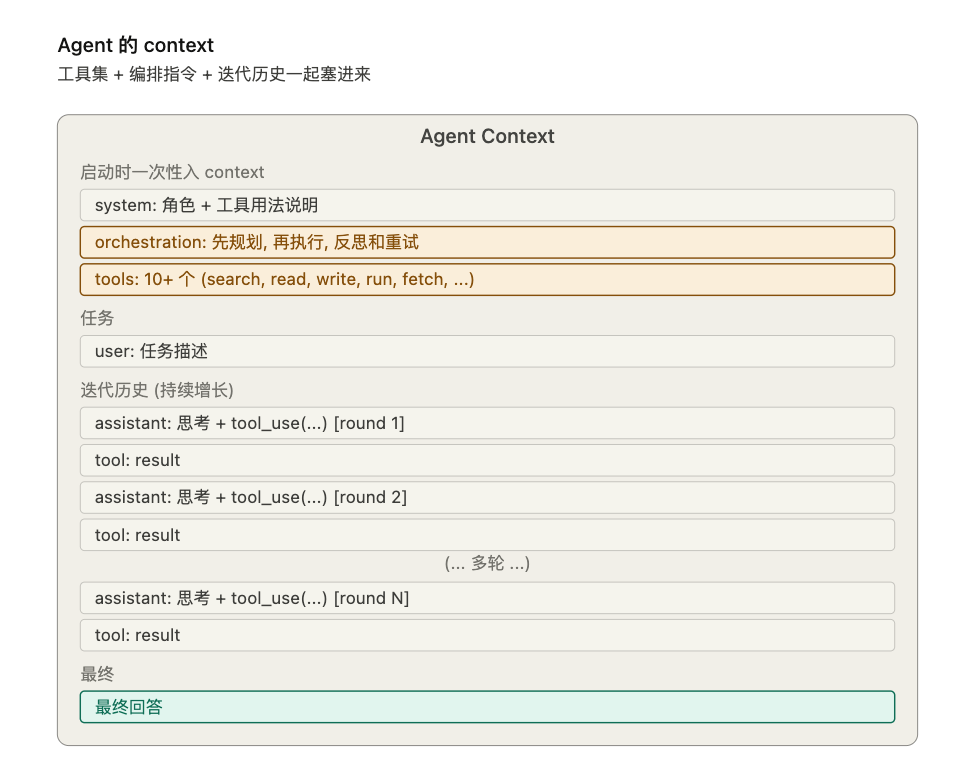 Agent 的 context
工具集 + 编排指令 + 迭代历史一起塞进来
Agent Context
启动时一次性入 context
system: 角色 + 工具用法说明
orchestration: 先规划, 再执行, 反思和重试
tools: 10+ 个 (search, read, write, run, fetch, ...)
任务
user: 任务描述
迭代历史 (持续增长)
assistant: 思考 + tool_use(...) [round 1]
tool: result
assistant: 思考 + tool_use(...) [round 2]
tool: result
(... 多轮 ...)
assistant: 思考 + tool_use(...) [round N]
tool: result
最终
最终回答